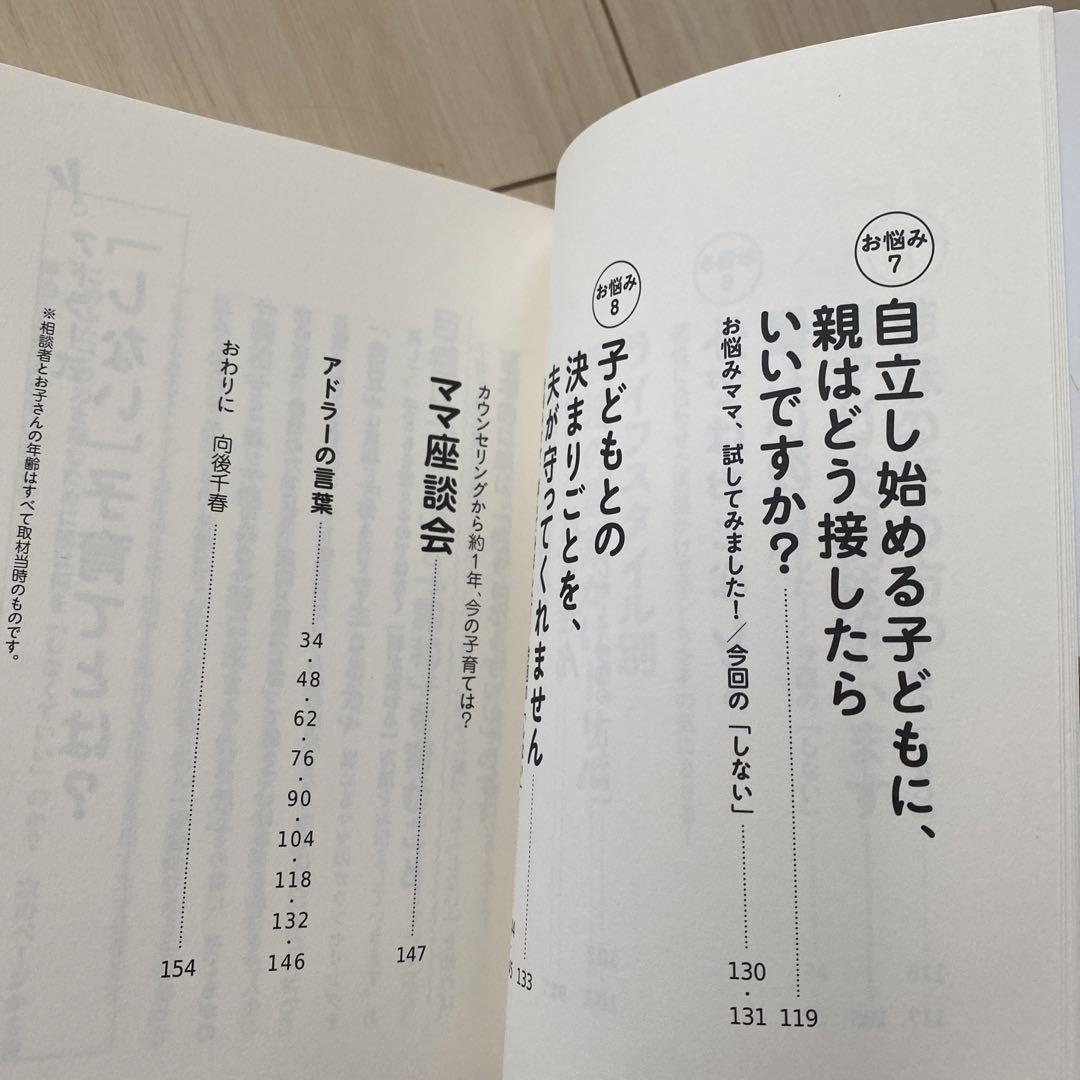 お悩み
7
自立し始める子どもに、
親はどう接したら
いいですか?
119
お悩みママ、試してみました!/今回の「しない」
130・131
お悩み
8
子どもとの
決まりごとを、
夫が守ってくれません
133
カウンセリングから約1年、今の子育ては?
ママ座談会
147
アドラーの言葉
34・48・62・76・90・104・118・132・146
おわりに 向後千春
154
※相談者とお子さんの年齢はすべて取材当時のものです。